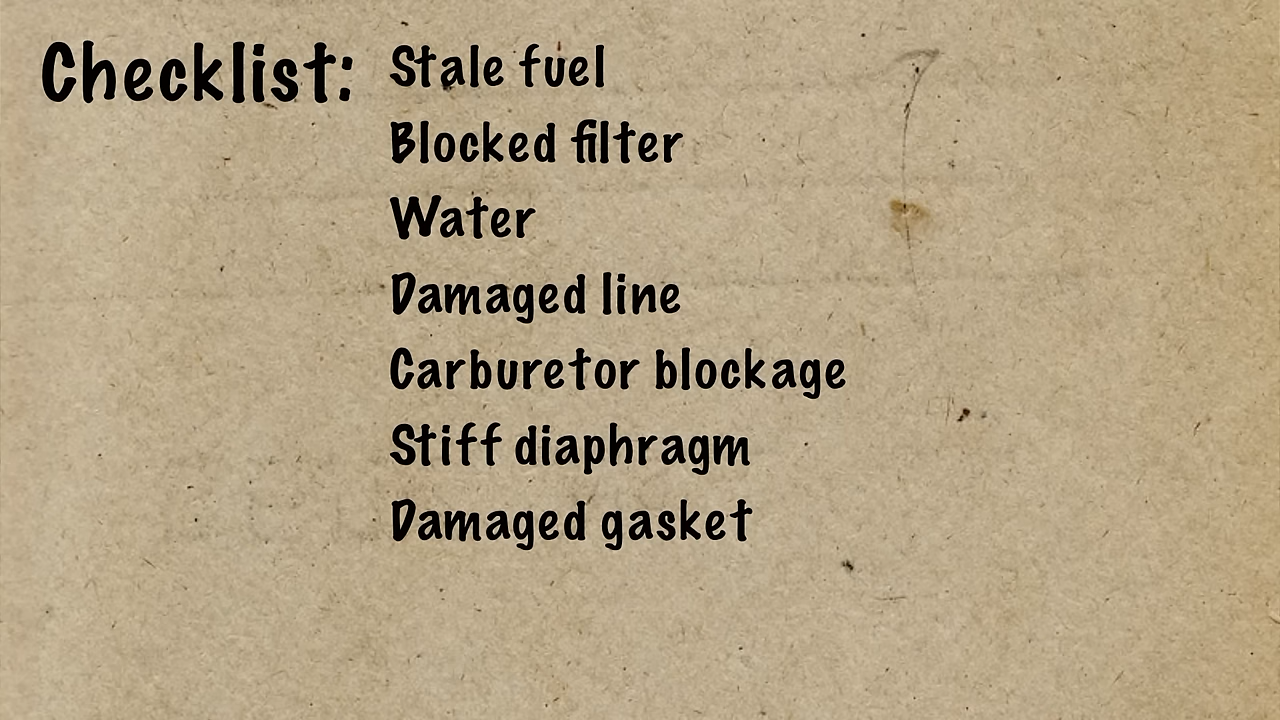 Checklist: Stale fuel
Blocked filter
Water
Damaged line
Carburetor blockage
Stiff diaphragm
Damaged gasket